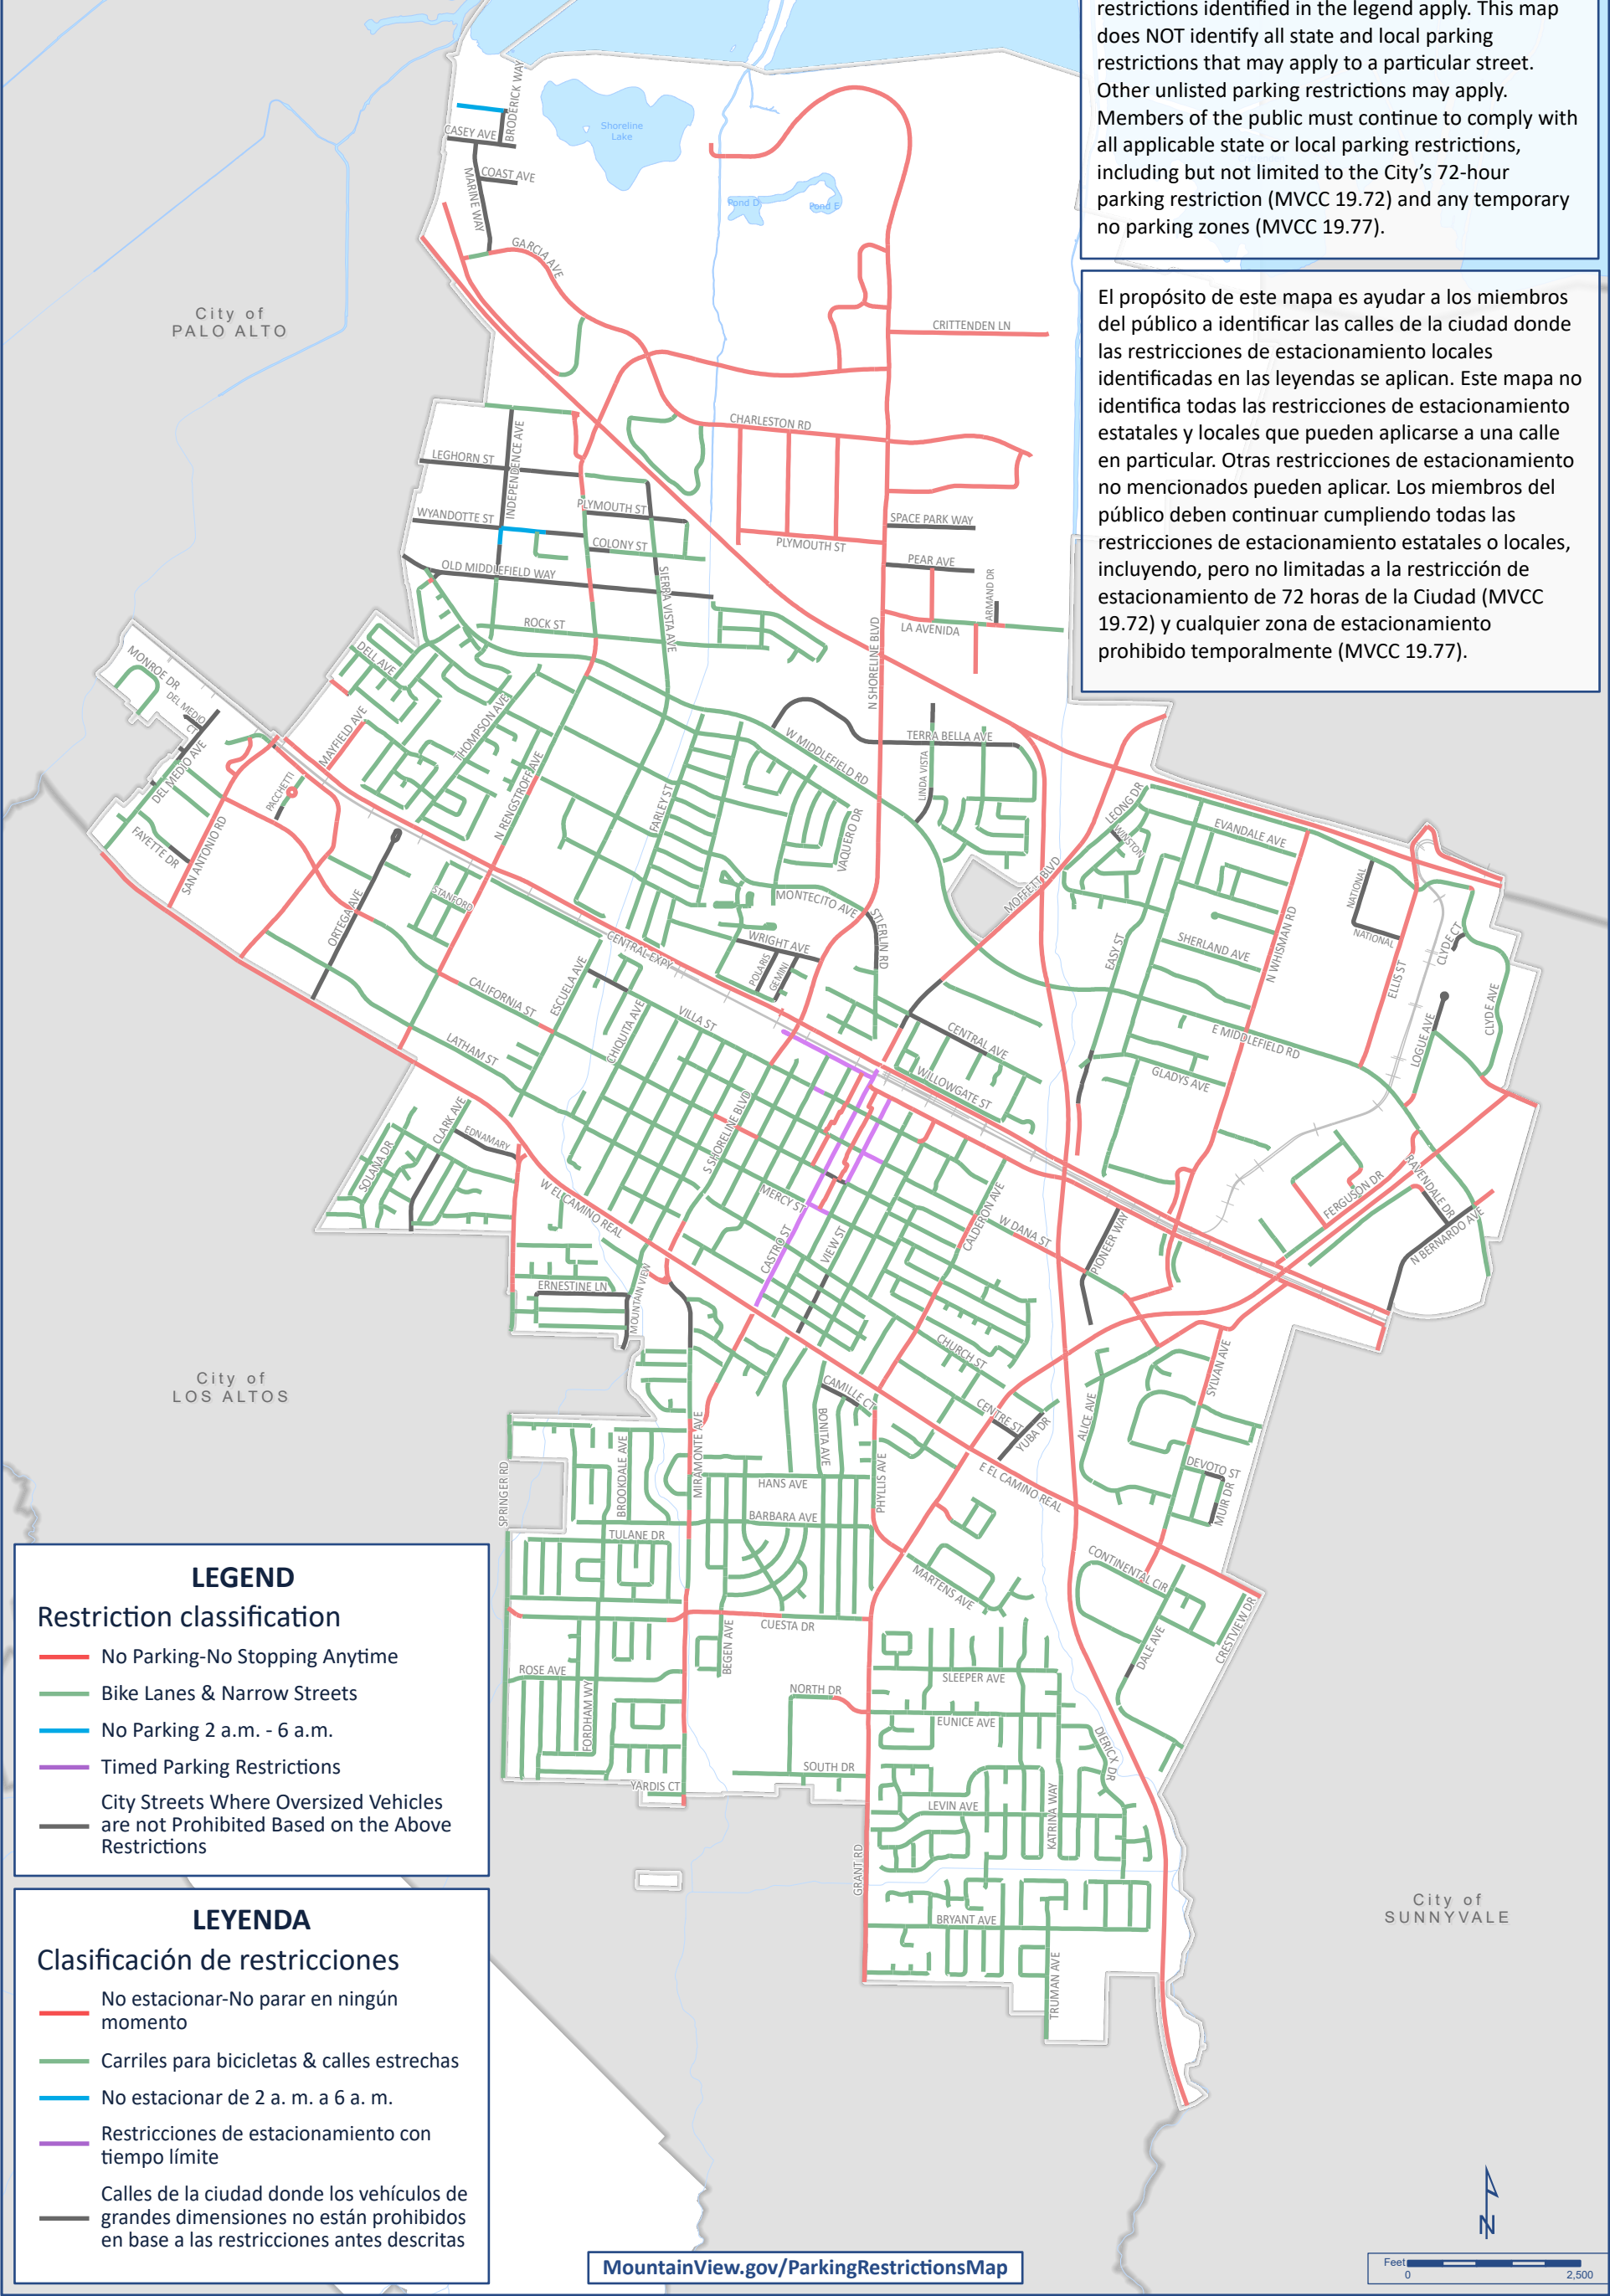 restrictions identified in the legend apply. This map
does NOT identify all state and local parking
restrictions that may apply to a particular street.
Other unlisted parking restrictions may apply.
Members of the public must continue to comply with
all applicable state or local parking restrictions,
including but not limited to the City’s 72-hour
parking restriction (MVCC 19.72) and any temporary
no parking zones (MVCC 19.77).
El propósito de este mapa es ayudar a los miembros
del público a identificar las calles de la ciudad donde
las restricciones de estacionamiento locales
identificadas en las leyendas se aplican. Este mapa no
identifica todas las restricciones de estacionamiento
estatales y locales que pueden aplicarse a una calle
en particular. Otras restricciones de estacionamiento
no mencionados pueden aplicar. Los miembros del
público deben continuar cumpliendo todas las
restricciones de estacionamiento estatales o locales,
incluyendo, pero no limitadas a la restricción de
estacionamiento de 72 horas de la Ciudad (MVCC
19.72) y cualquier zona de estacionamiento
prohibido temporalmente (MVCC 19.77).
BRODERICK WAY
Shoreline
Lake
CASEY AVE
COAST AVE
MARINE WAY
Pond D
Pond E
GARCIA AVE
City of
PALO ALTO
CRITTENDEN LN
CHARLESTON RD
INDEPENDENCE AVE
LEGHORN ST
PLYMOUTH ST
WYANDOTTE ST
SPACE PARK WAY
COLONY ST
PLYMOUTH ST
PEAR AVE
OLD MIDDLEFIELD WAY
SIERRA VISTA AVE
ARMAND DR
ROCK ST
LA AVENIDA
N SHORELINE BLVD
MONROE DR
DELL AVE
DEL MEDIO
CT
DEL MEDIO AVE
MAYFIELD AVE
THOMPSON AVE
W MIDDLEFIELD RD
TERRA BELLA AVE
LINDA VISTA
PACCHETTI
N RENGSTORFF AVE
FARLEY ST
VAQUERO DR
LEONG DR
WINSTON
EVANDALE AVE
FAYETTE DR
SAN ANTONIO RD
STANFORD
ORTEGA AVE
MONTECITO AVE
MOFFETT BLVD
NATIONAL
NATIONAL
WRIGHT AVE
STIERLIN RD
CENTRAL EXPY
POLARIS
GEMINI
EASY ST
SHERLAND AVE
N WHISMAN RD
ELLIS ST
CLYDE CT
CLYDE AVE
CALIFORNIA ST
ESCUELA AVE
CHIQUITA AVE
VILLA ST
LATHAM ST
CENTRAL AVE
E MIDDLEFIELD RD
LOGUE AVE
GLADYS AVE
WILLOWGATE ST
CLARK AVE
EDNAMARY
SOLANA DR
S SHORELINE BLVD
W EL CAMINO REAL
MERCY ST
CASTRO ST
VIEW ST
CALDERON AVE
W DANA ST
PIONEER WAY
FERGUSON DR
RAVENDALE DR
N BERNARDO AVE
ERNESTINE LN
MOUNTAIN VIEW
CHURCH ST
SYLVAN AVE
City of
LOS ALTOS
CAMILLE CT
CENTRE ST
YUBA DR
ALICE AVE
MIRAMONTE AVE
BONITA AVE
BROOKDALE AVE
SPRINGER RD
HANS AVE
PHYLLIS AVE
E EL CAMINO REAL
DEVOTO ST
MUIR DR
BARBARA AVE
TULANE DR
CONTINENTAL CIR
MARTENS AVE
CUESTA DR
BEGEN AVE
DALE AVE
CRESTVIEW DR
ROSE AVE
SLEEPER AVE
NORTH DR
FORDHAM WY
EUNICE AVE
DIERICX DR
SOUTH DR
YARDIS CT
LEVIN AVE
KATRINA WAY
GRANT RD
BRYANT AVE
TRUMAN AVE
City of
SUNNYVALE
LEGEND
Restriction classification
No Parking-No Stopping Anytime
Bike Lanes & Narrow Streets
No Parking 2 a.m. - 6 a.m.
Timed Parking Restrictions
City Streets Where Oversized Vehicles
are not Prohibited Based on the Above
Restrictions
LEYENDA
Clasificación de restricciones
No estacionar-No parar en ningún
momento
Carriles para bicicletas & calles estrechas
No estacionar de 2 a. m. a 6 a. m.
Restricciones de estacionamiento con
tiempo límite
Calles de la ciudad donde los vehículos de
grandes dimensiones no están prohibidos
en base a las restricciones antes descritas
MountainView.gov/ParkingRestrictionsMap
N
Feet
0 2,500